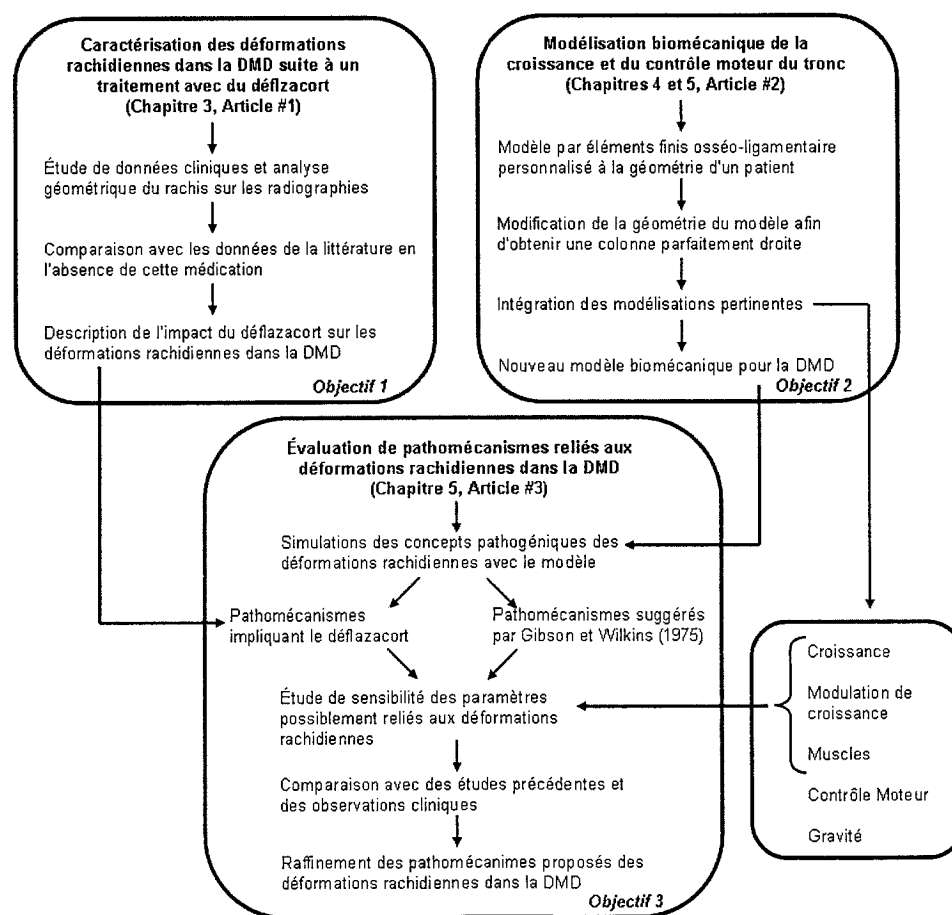 Caractérisation des déformations
rachidiennes dans la DMD suite à un
traitement avec du déflzacort
(Chapitre 3, Article #1)
Étude de données cliniques et analyse
géométrique du rachis sur les radiographies
Comparaison avec les données de la littérature en
l'absence de cette médication
Description de l'impact du déflazacort sur les
déformations rachidiennes dans la DMD
Objectif 1
Modélisation biomécanique de la
croissance et du contrôle moteur du tronc
(Chapitres 4 et 5, Article #2)
Modèle par éléments finis osséo-ligamentaire
personnalisé à la géométrie d'un patient
Modification de la géométrie du modèle afin
d'obtenir une colonne parfaitement droite
Intégration des modélisations pertinentes
Nouveau modèle biomécanique pour la DMD
Objectif 2
Évaluation de pathomécanismes reliés aux
déformations rachidiennes dans la DMD
(Chapitre 5, Article #3)
Simulations des concepts pathogéniques des
déformations rachidiennes avec le modèle
Pathomécanismes
impliquant le déflazacort
Pathomécanismes suggérés
par Gibson et Wilkins (1975)
Étude de sensibilité des paramètres
possiblement reliés aux déformations
rachidiennes
Comparaison avec des études précédentes et
des observations cliniques
Raffinement des pathomécanimes proposés des
déformations rachidiennes dans la DMD
Objectif 3
Croissance
Modulation de
croissance
Muscles
Contrôle Moteur
Gravité